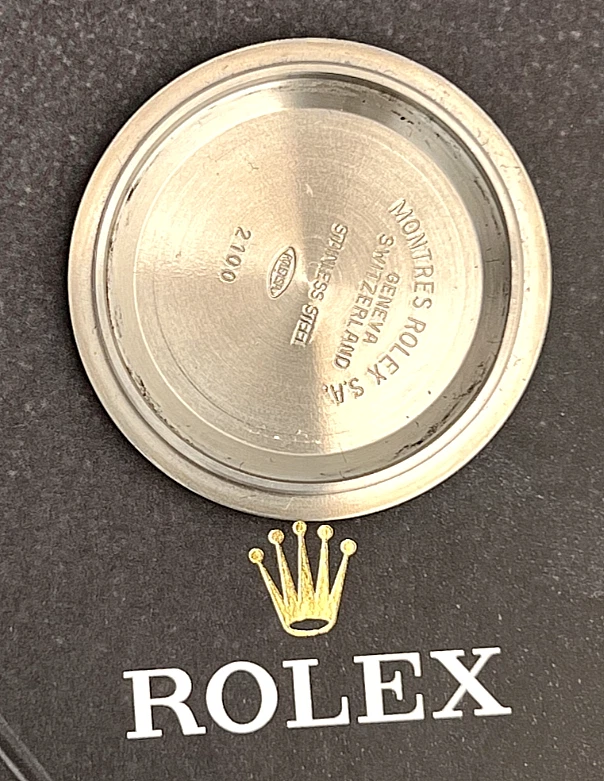 MONTRES ROLEX S.A.
GENEVA
SWITZERLAND
STAINLESS STEEL
2100
ROLEX